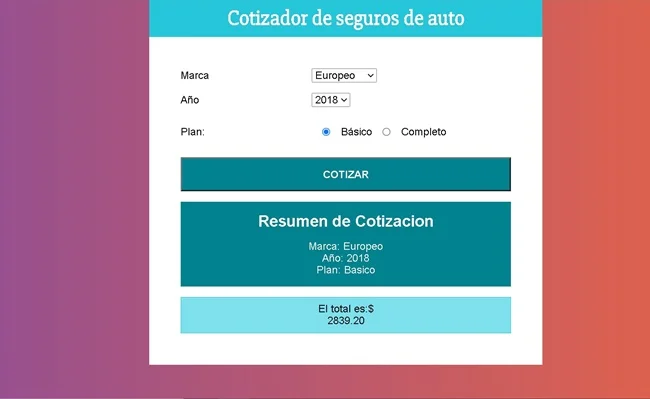 Cotizador de seguros de auto
Marca Europeo
Año 2018
Plan: Básico Completo
COTIZAR
Resumen de Cotizacion
Marca: Europeo
Año: 2018
Plan: Basico
El total es:$
2839.20